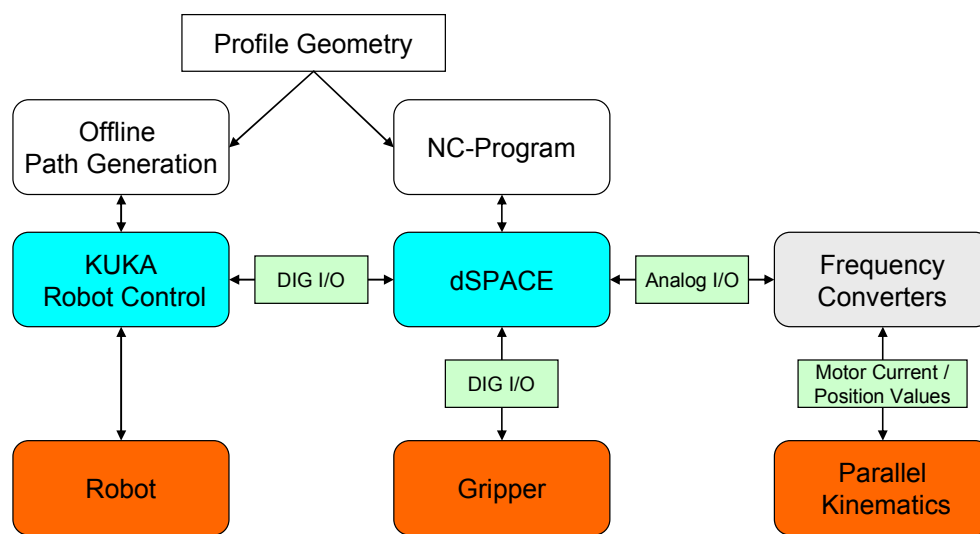 Profile Geometry
Offline
Path Generation
NC-Program
KUKA
Robot Control
DIG I/O
dSPACE
Analog I/O
Frequency
Converters
DIG I/O
Motor Current /
Position Values
Robot
Gripper
Parallel
Kinematics